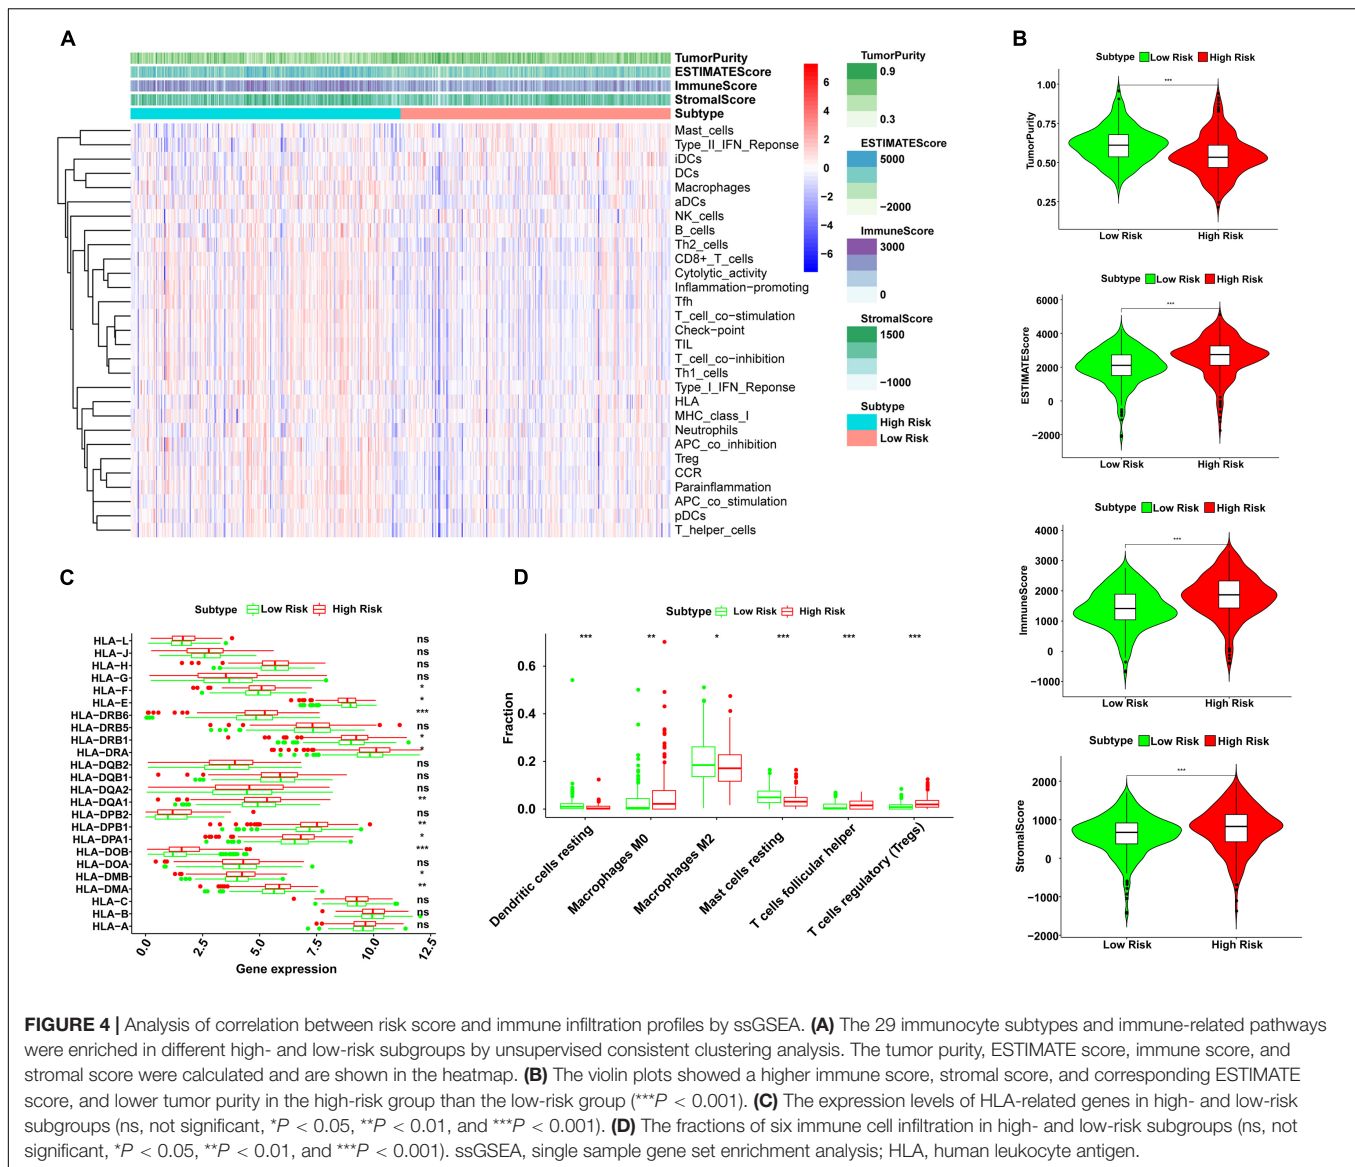 A
TumorPurity
ESTIMATEScore
ImmuneScore
StromalScore
Subtype
Mast_cells
Type_II_IFN_Reponse
iDCs
DCs
Macrophages
aDCs
NK_cells
B_cells
Th2_cells
CD8+_T_cells
Cytolytic_activity
Inflammation−promoting
Tfh
T_cell_co−stimulation
Check−point
TIL
T_cell_co−inhibition
Th1_cells
Type_I_IFN_Reponse
HLA
MHC_class_I
Neutrophils
APC_co_inhibition
Treg
CCR
Parainflammation
APC_co_stimulation
pDCs
T_helper_cells
6
4
2
0
−2
−4
−6
TumorPurity
0.9
0.3
ESTIMATEScore
5000
−2000
ImmuneScore
3000
0
StromalScore
1500
−1000
Subtype
High Risk
Low Risk
B
Subtype Low Risk High Risk
***
TumorPurity
1.00
0.75
0.50
0.25
Low Risk High Risk
Subtype Low Risk High Risk
***
ESTIMATEScore
6000
4000
2000
0
−2000
Low Risk High Risk
Subtype Low Risk High Risk
***
ImmuneScore
4000
3000
2000
1000
0
−1000
Low Risk High Risk
Subtype Low Risk High Risk
***
StromalScore
2000
1000
0
−1000
−2000
Low Risk High Risk
C
Subtype Low Risk High Risk
HLA−L ns
HLA−J ns
HLA−H ns
HLA−G ns
HLA−F *
HLA−E *
HLA−DRB6 ***
HLA−DRB5 ns
HLA−DRB1 *
HLA−DRA *
HLA−DQB2 ns
HLA−DQB1 ns
HLA−DQA2 ns
HLA−DQA1 **
HLA−DPB2 ns
HLA−DPB1 **
HLA−DPA1 *
HLA−DOB ***
HLA−DOA ns
HLA−DMB *
HLA−DMA **
HLA−C ns
HLA−B ns
HLA−A ns
0.0 2.5 5.0 7.5 10.0 12.5
Gene expression
D
Subtype Low Risk High Risk
*** ** * *** *** ***
Fraction
0.6
0.4
0.2
0.0
Dendritic cells resting
Macrophages M0
Macrophages M2
Mast cells resting
T cells follicular helper
T cells regulatory (Tregs)
FIGURE 4 | Analysis of correlation between risk score and immune infiltration profiles by ssGSEA. (A) The 29 immunocyte subtypes and immune-related pathways
were enriched in different high- and low-risk subgroups by unsupervised consistent clustering analysis. The tumor purity, ESTIMATE score, immune score, and
stromal score were calculated and are shown in the heatmap. (B) The violin plots showed a higher immune score, stromal score, and corresponding ESTIMATE
score, and lower tumor purity in the high-risk group than the low-risk group (***P < 0.001). (C) The expression levels of HLA-related genes in high- and low-risk
subgroups (ns, not significant, *P < 0.05, **P < 0.01, and ***P < 0.001). (D) The fractions of six immune cell infiltration in high- and low-risk subgroups (ns, not
significant, *P < 0.05, **P < 0.01, and ***P < 0.001). ssGSEA, single sample gene set enrichment analysis; HLA, human leukocyte antigen.